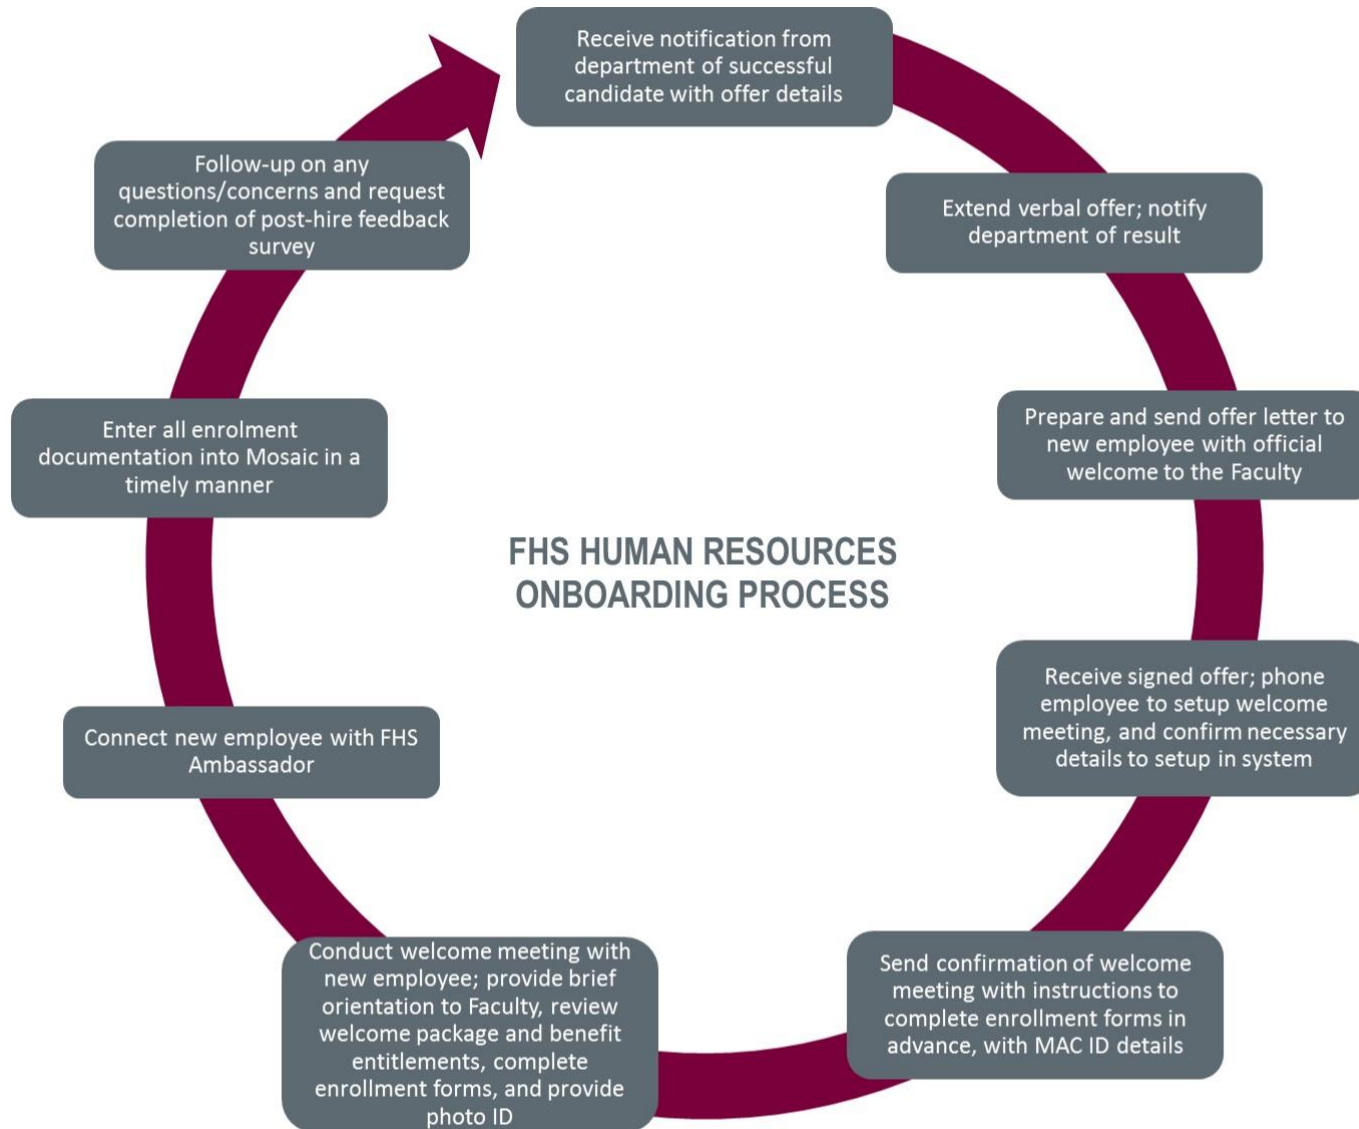 Receive notification from
department of successful
candidate with offer details
Extend verbal offer; notify
department of result
Prepare and send offer letter to
new employee with official
welcome to the Faculty
Receive signed offer; phone
employee to setup welcome
meeting, and confirm necessary
details to setup in system
Send confirmation of welcome
meeting with instructions to
complete enrollment forms in
advance, with MAC ID details
Conduct welcome meeting with
new employee; provide brief
orientation to Faculty, review
welcome package and benefit
entitlements, complete
enrollment forms, and provide
photo ID
Connect new employee with FHS
Ambassador
Enter all enrolment
documentation into Mosaic in a
timely manner
Follow-up on any
questions/concerns and request
completion of post-hire feedback
survey
FHS HUMAN RESOURCES
ONBOARDING PROCESS